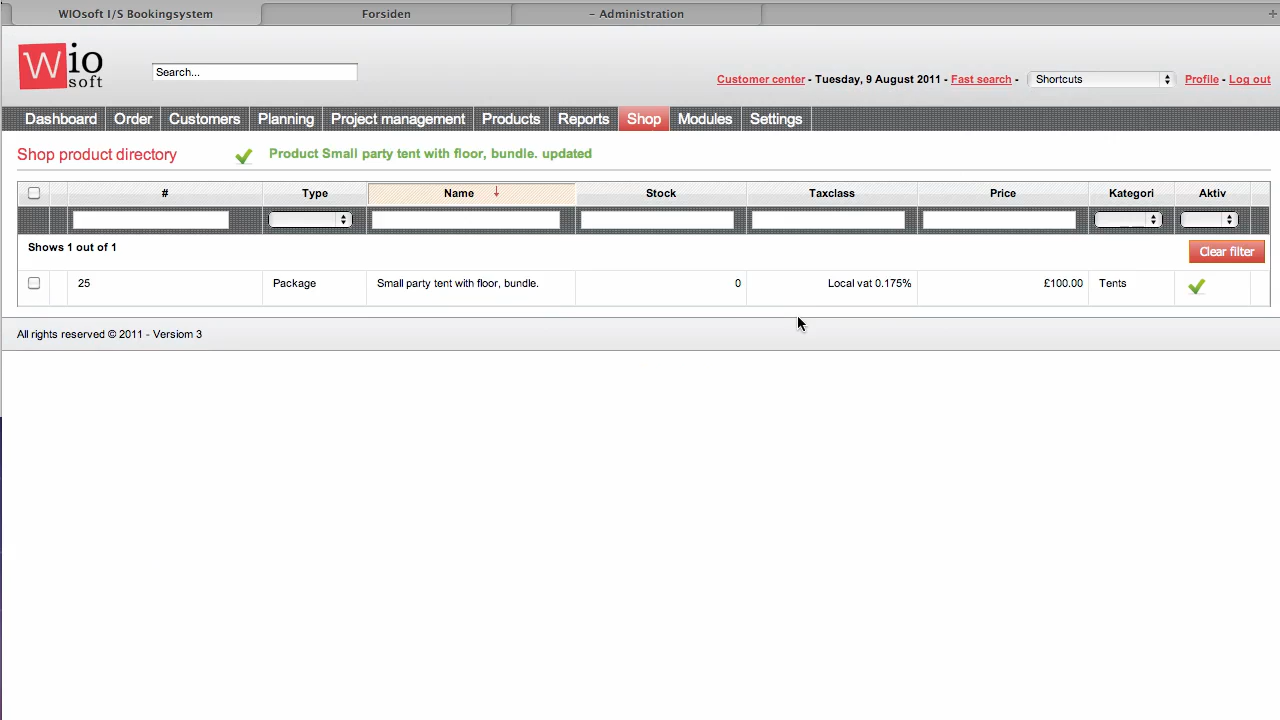 WIOsoft I/S Bookingsystem
Forsiden
- Administration
+
Wio
soft
Search...
Customer center - Tuesday, 9 August 2011 - Fast search -
Shortcuts
Profile - Log out
Dashboard Order Customers Planning Project management Products Reports Shop Modules Settings
Shop product directory
Product Small party tent with floor, bundle. updated
# Type Name Stock Taxclass Price Kategori Aktiv
Shows 1 out of 1
Clear filter
25 Package Small party tent with floor, bundle. 0 Local vat 0.175% £100.00 Tents
All rights reserved © 2011 - Versiom 3